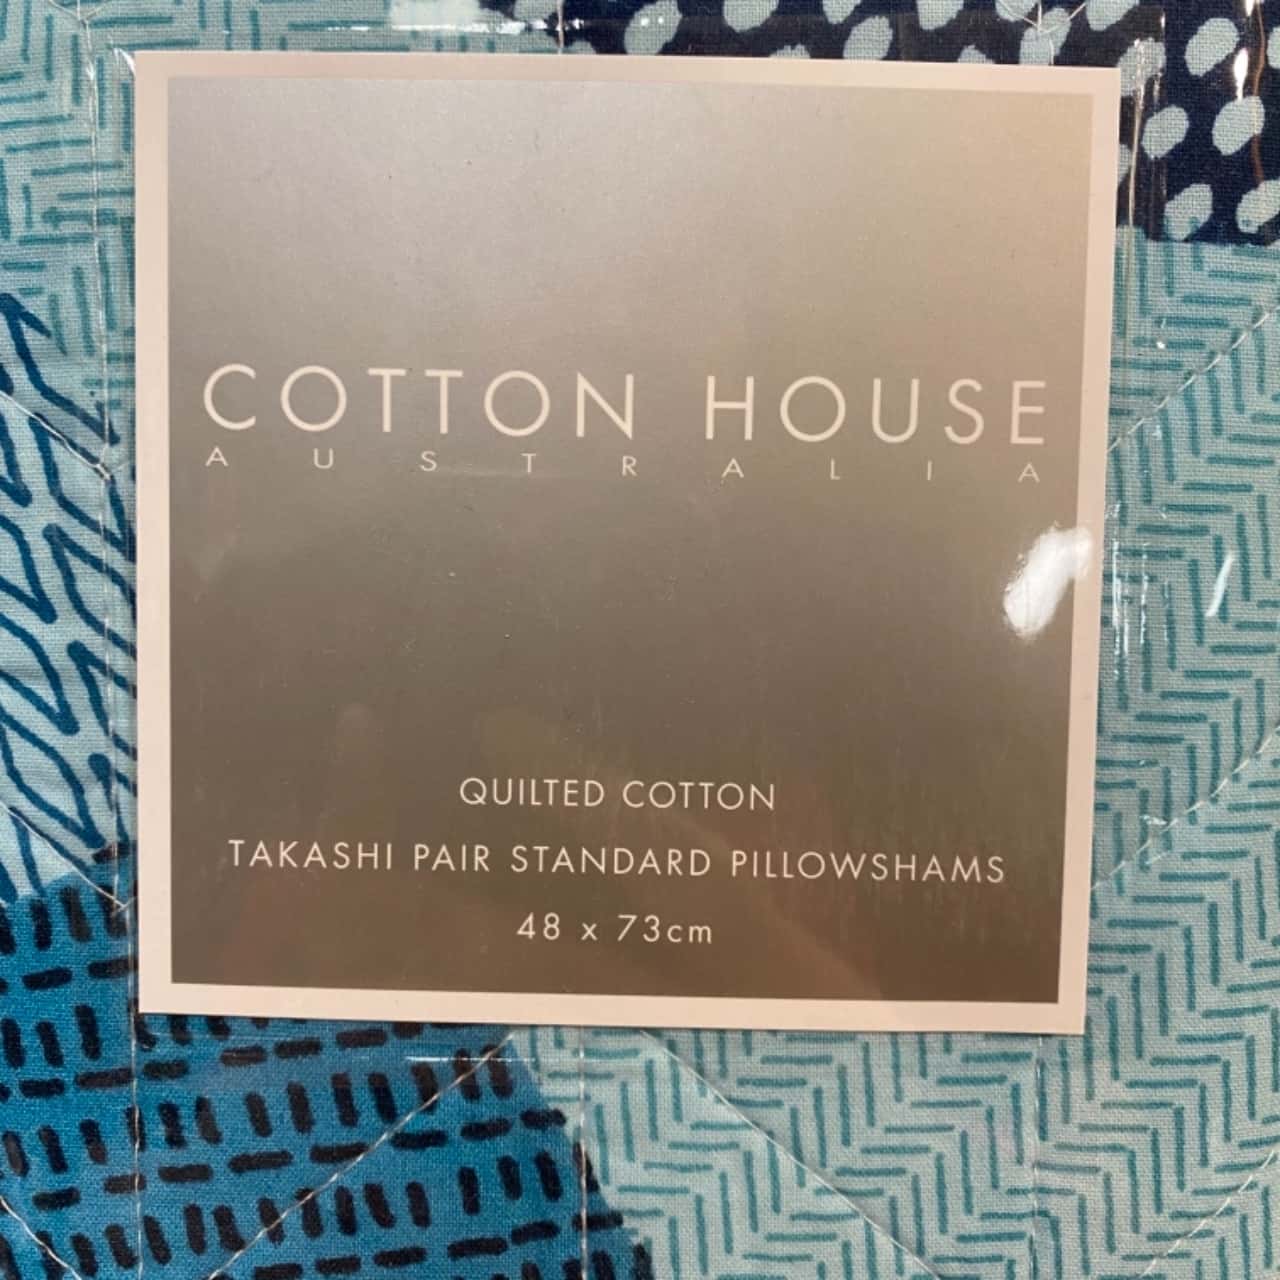 COTTON HOUSE
AUSTRALIA
QUILTED COTTON
TAKASHI PAIR STANDARD PILLOWSHAMS
48 x 73cm